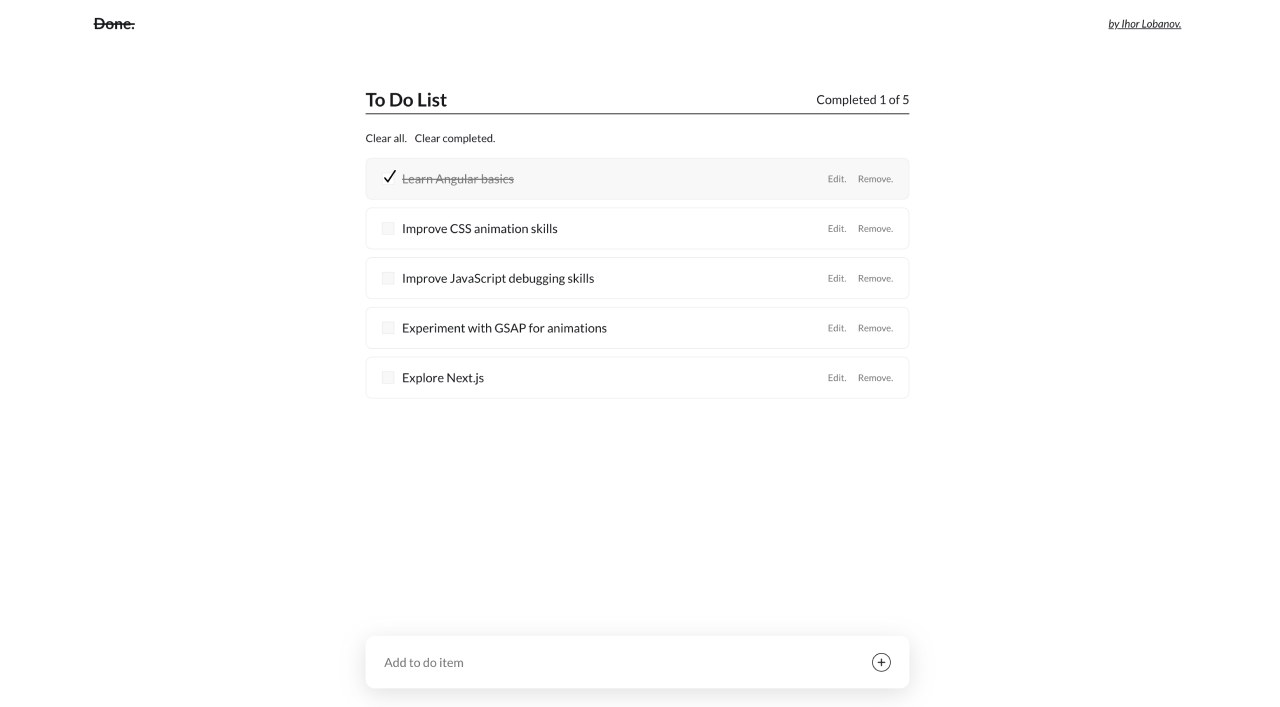 Done.
by Ihor Lobanov.
To Do List
Completed 1 of 5
Clear all. Clear completed.
Learn Angular basics Edit. Remove.
Improve CSS animation skills Edit. Remove.
Improve JavaScript debugging skills Edit. Remove.
Experiment with GSAP for animations Edit. Remove.
Explore Next.js Edit. Remove.
Add to do item